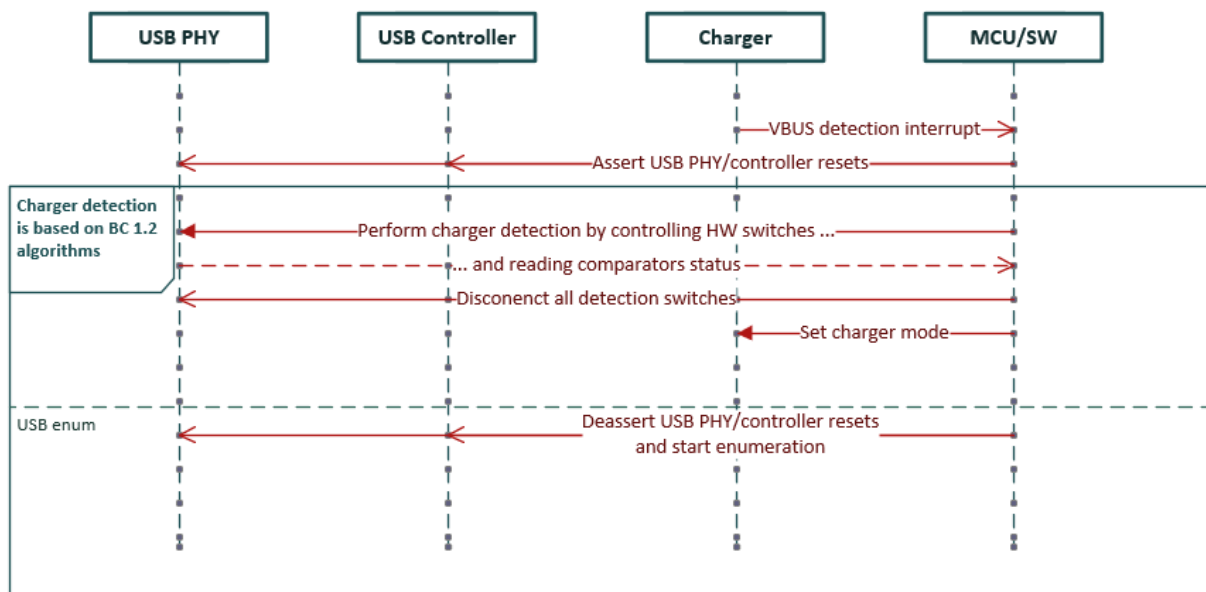 USB PHY
USB Controller
Charger
MCU/SW
VBUS detection interrupt
Assert USB PHY/controller resets
Charger detection
is based on BC 1.2
algorithms
Perform charger detection by controlling HW switches ...
... and reading comparators status
Disconenct all detection switches
Set charger mode
USB enum
Deassert USB PHY/controller resets
and start enumeration